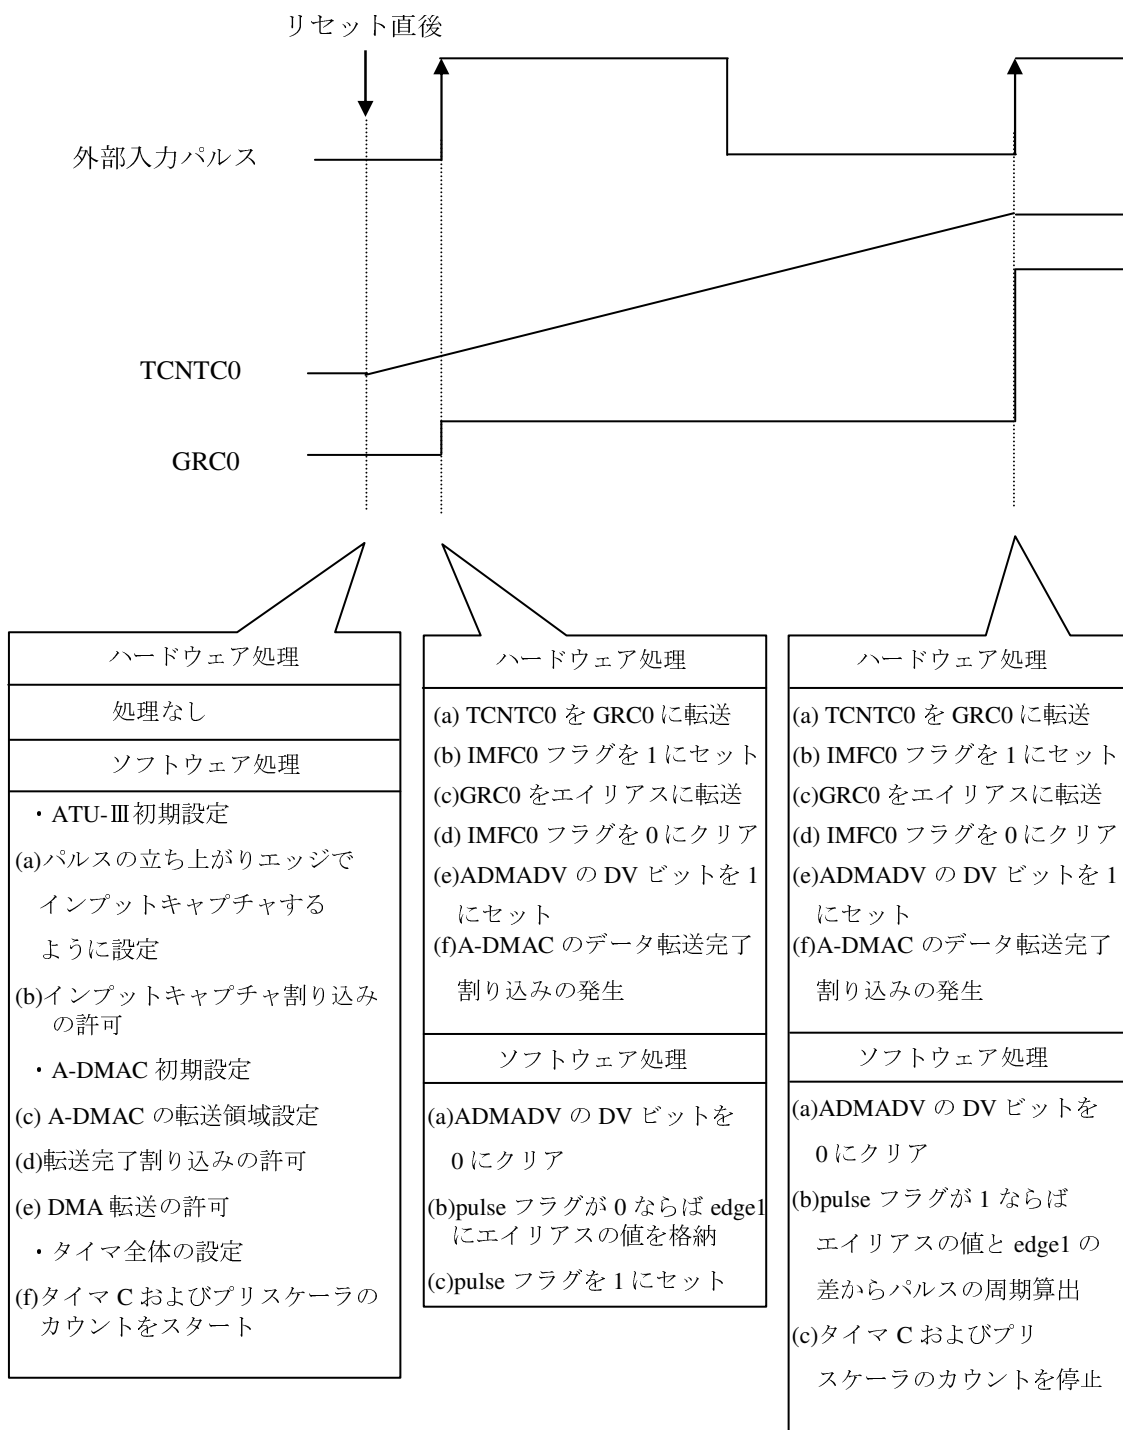 リセット直後
外部入力パルス
TCNTC0
GRC0
ハードウェア処理
処理なし
ソフトウェア処理
・ATU-Ⅲ初期設定
(a)パルスの立ち上がりエッジで
インプットキャプチャする
ように設定
(b)インプットキャプチャ割り込み
の許可
・A-DMAC 初期設定
(c) A-DMAC の転送領域設定
(d)転送完了割り込みの許可
(e) DMA 転送の許可
・タイマ全体の設定
(f)タイマ C およびプリスケーラの
カウントをスタート
ハードウェア処理
(a) TCNTC0 を GRC0 に転送
(b) IMFC0 フラグを 1 にセット
(c)GRC0 をエイリアスに転送
(d) IMFC0 フラグを 0 にクリア
(e)ADMADV の DV ビットを 1
にセット
(f)A-DMAC のデータ転送完了
割り込みの発生
ソフトウェア処理
(a)ADMADV の DV ビットを
0 にクリア
(b)pulse フラグが 0 ならば edge1
にエイリアスの値を格納
(c)pulse フラグを 1 にセット
ハードウェア処理
(a) TCNTC0 を GRC0 に転送
(b) IMFC0 フラグを 1 にセット
(c)GRC0 をエイリアスに転送
(d) IMFC0 フラグを 0 にクリア
(e)ADMADV の DV ビットを 1
にセット
(f)A-DMAC のデータ転送完了
割り込みの発生
ソフトウェア処理
(a)ADMADV の DV ビットを
0 にクリア
(b)pulse フラグが 1 ならば
エイリアスの値と edge1 の
差からパルスの周期算出
(c)タイマ C およびプリ
スケーラのカウントを停止